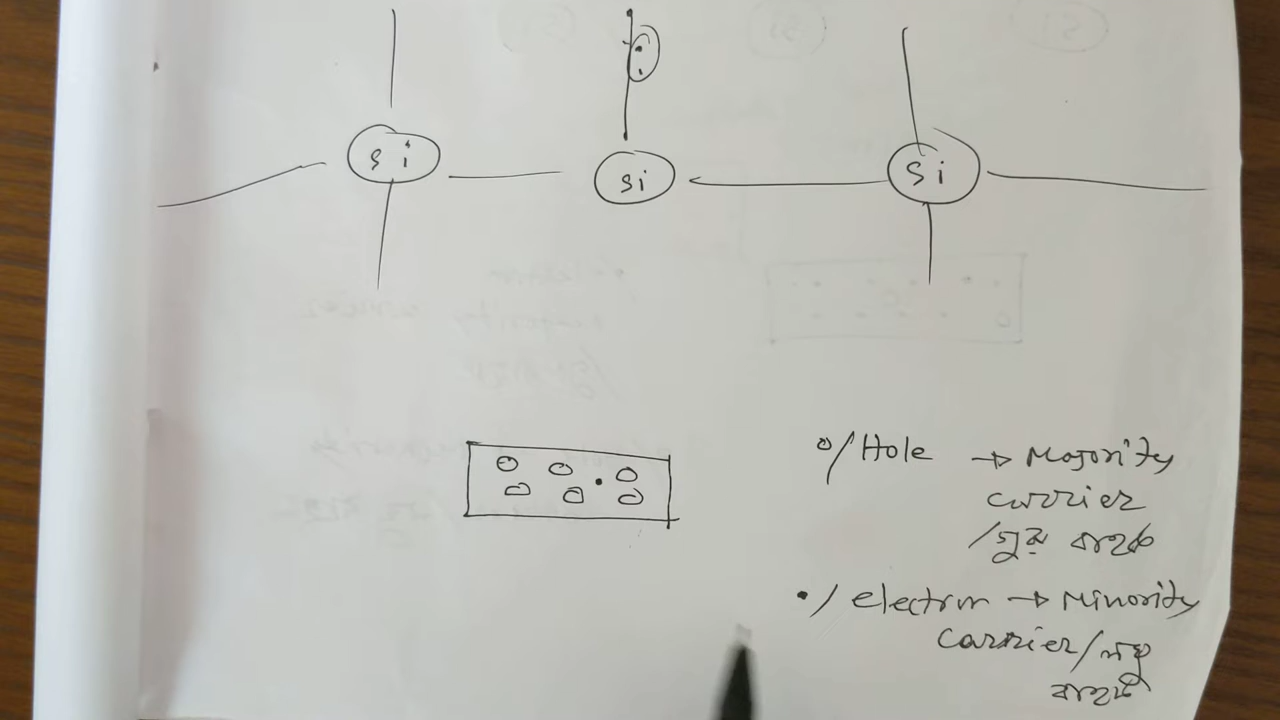 Si
Si
Si
o/ Hole → Majority
carrier
/গুরু বাহক
• / electron → Minority
carrier/লঘু
বাহক